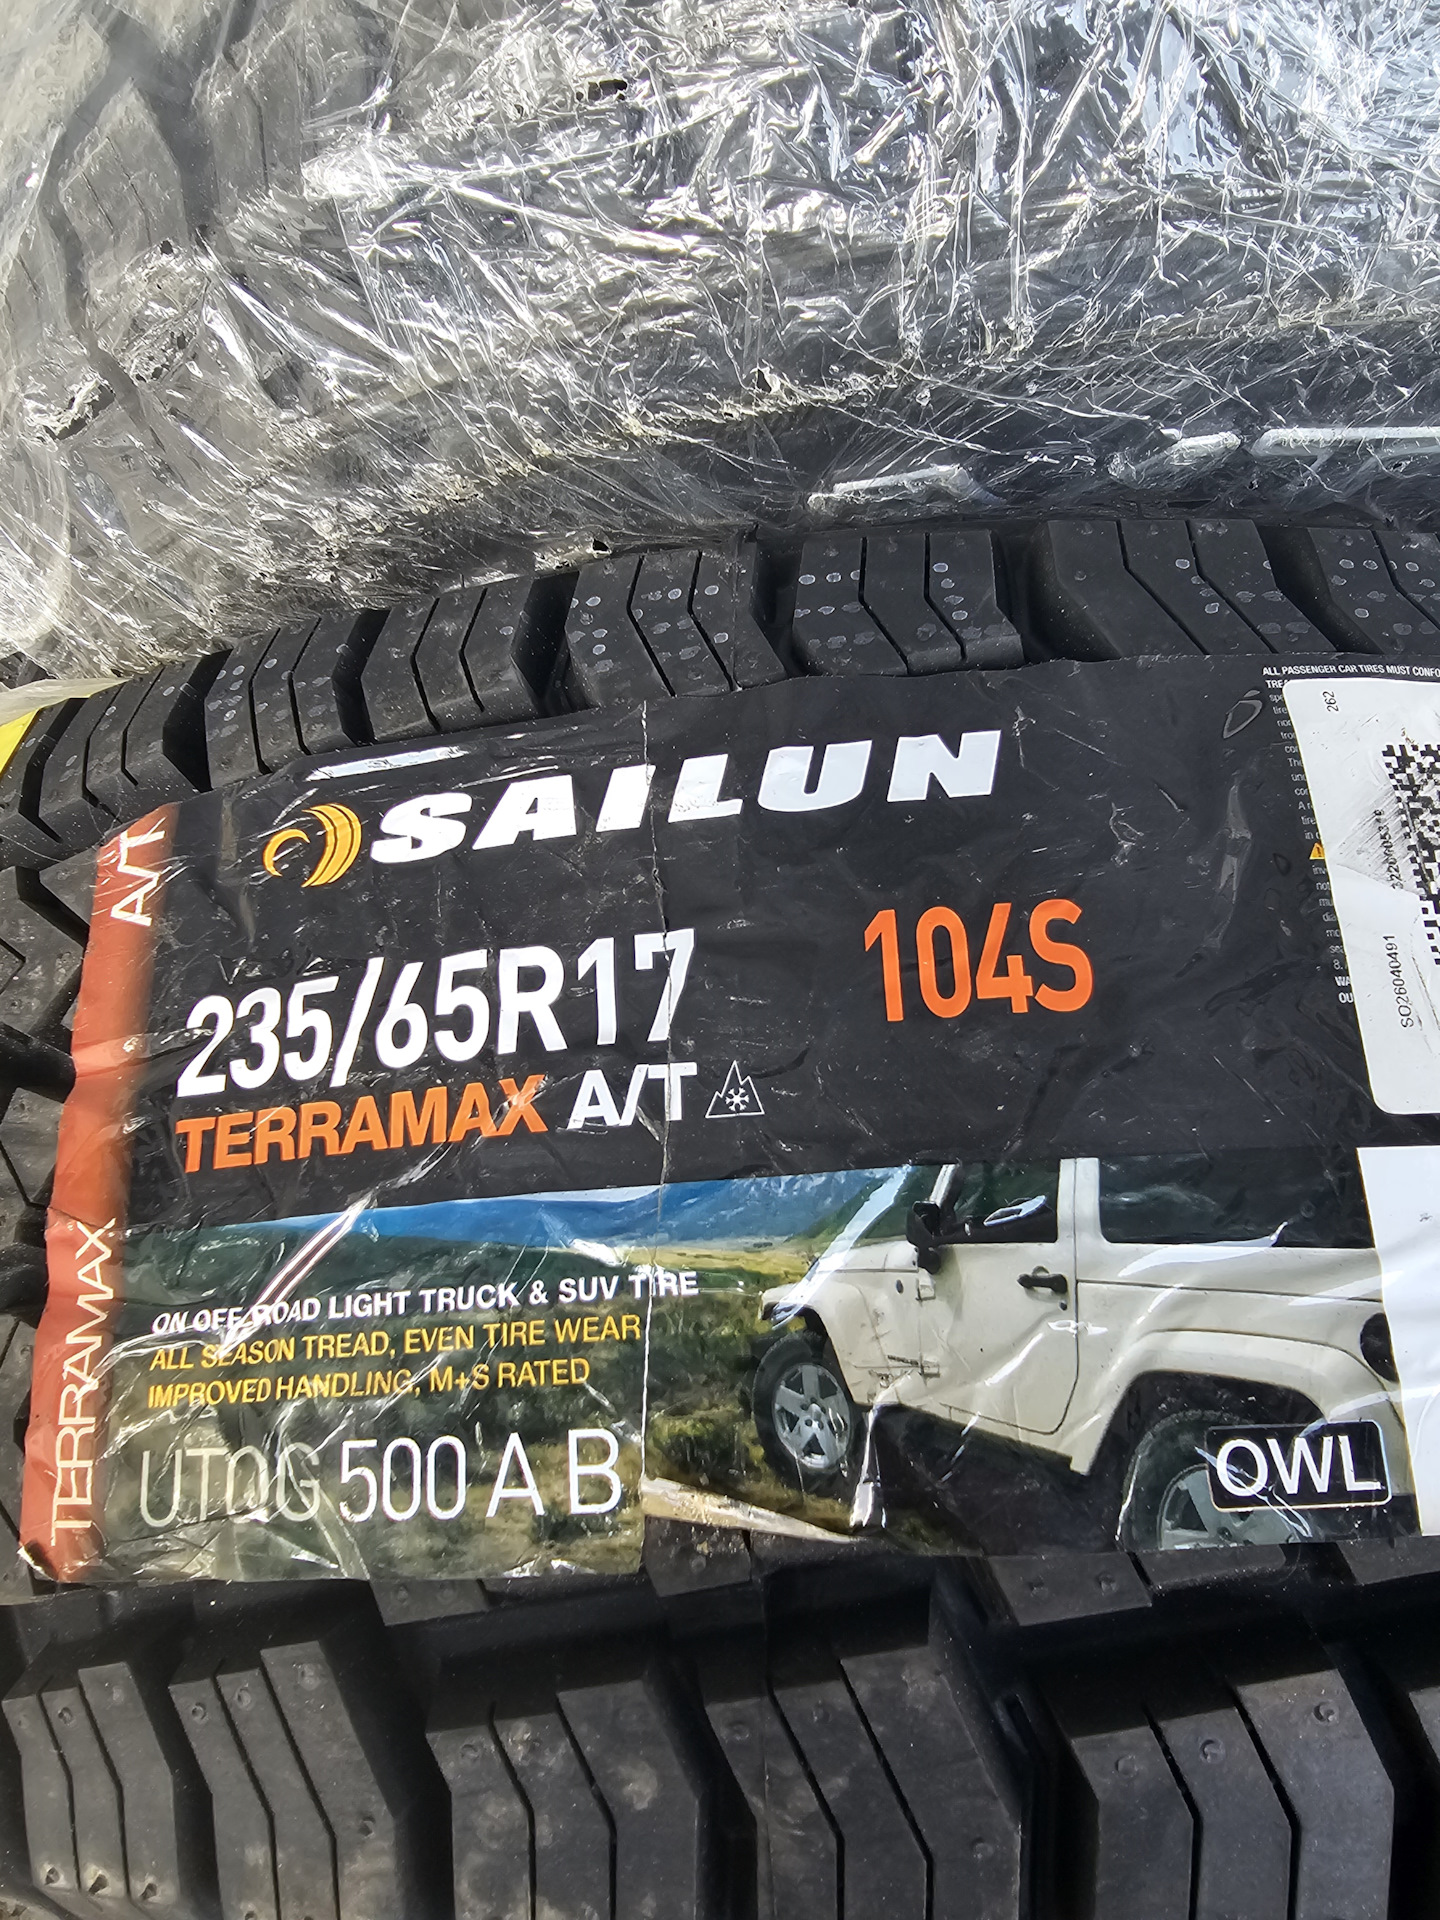 SAILUN
235/65R17
104S
TERRAMAX A/T
ON OFF-ROAD LIGHT TRUCK & SUV TIRE
ALL SEASON TREAD, EVEN TIRE WEAR
IMPROVED HANDLING, M+S RATED
UTQG 500 A B
OWL
TERRAMAX
A/T
ALL PASSENGER CAR TIRES MUST
262
SO26040491